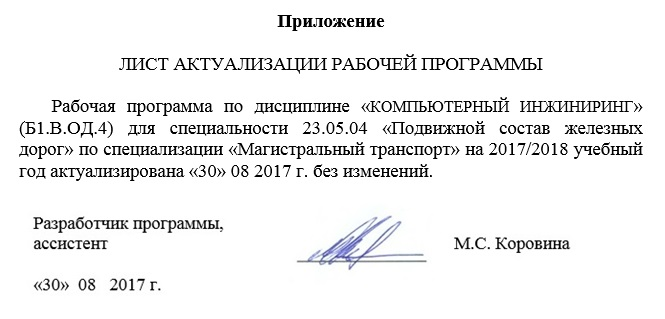 Приложение
ЛИСТ АКТУАЛИЗАЦИИ РАБОЧЕЙ ПРОГРАММЫ
Рабочая программа по дисциплине «КОМПЬЮТЕРНЫЙ ИНЖИНИРИНГ»
(Б1.В.ОД.4) для специальности 23.05.04 «Подвижной состав железных
дорог» по специализации «Магистральный транспорт» на 2017/2018 учебный
год актуализирована «30» 08 2017 г. без изменений.
Разработчик программы,
ассистент М.С. Коровина
«30» 08 2017 г.